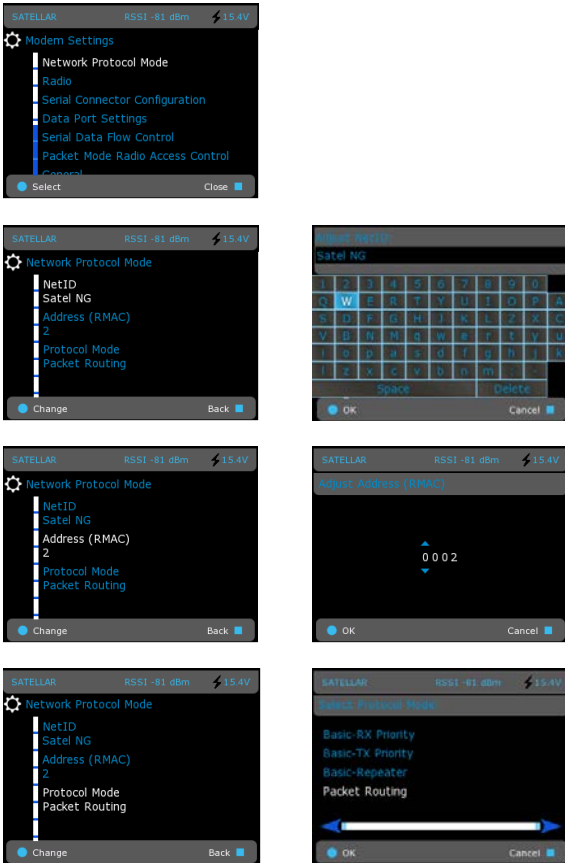 SATELLAR RSSI -81 dBm 15.4V
Modem Settings
Network Protocol Mode
Radio
Serial Connector Configuration
Data Port Settings
Serial Data Flow Control
Packet Mode Radio Access Control
General
Select Close
SATELLAR RSSI -81 dBm 15.4V
Network Protocol Mode
NetID
Satel NG
Address (RMAC)
2
Protocol Mode
Packet Routing
Change Back
Adjust NetID
Satel NG
1 2 3 4 5 6 7 8 9 0
Q W E R T Y U I O P A
S D F G H J K L Z X C
V B N M q w e r t y u
i o p a s d f g h j k
l z x c v b n m : -
Space Delete
OK Cancel
SATELLAR RSSI -81 dBm 15.4V
Network Protocol Mode
NetID
Satel NG
Address (RMAC)
2
Protocol Mode
Packet Routing
Change Back
SATELLAR RSSI -81 dBm 15.4V
Adjust Address (RMAC)
0 0 0 2
OK Cancel
SATELLAR RSSI -81 dBm 15.4V
Network Protocol Mode
NetID
Satel NG
Address (RMAC)
2
Protocol Mode
Packet Routing
Change Back
SATELLAR RSSI -81 dBm 15.4V
Select Protocol Mode
Basic-RX Priority
Basic-TX Priority
Basic-Repeater
Packet Routing
OK Cancel